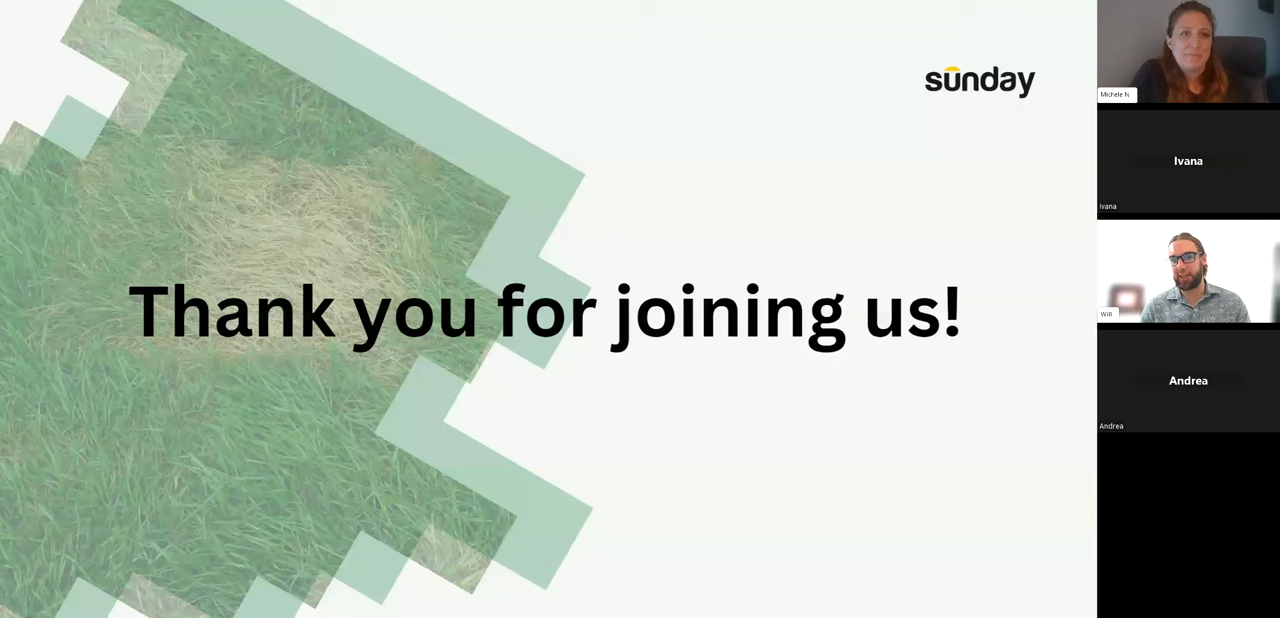 sunday
Thank you for joining us!
Michele N.
Ivana
Ivana
Will
Andrea
Andrea